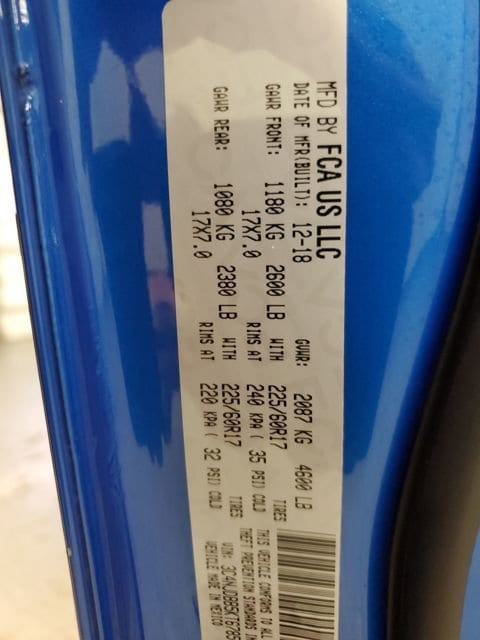 MFD BY FCA US LLC
DATE OF MFR(BUILT): 12-18 GVWR: 2087 KG 4600 LB
GAWR FRONT: 1180 KG 2600 LB WITH 225/60R17 TIRES
17X7.0 RIMS AT 240 KPA ( 35 PSI) COLD
GAWR REAR: 1080 KG 2380 LB WITH 225/60R17 TIRES
17X7.0 RIMS AT 220 KPA ( 32 PSI) COLD
THIS VEHICLE CONFORMS TO A
THEFT PREVENTION STANDARDS IN
VIN:
VEHICLE MADE IN MEXICO